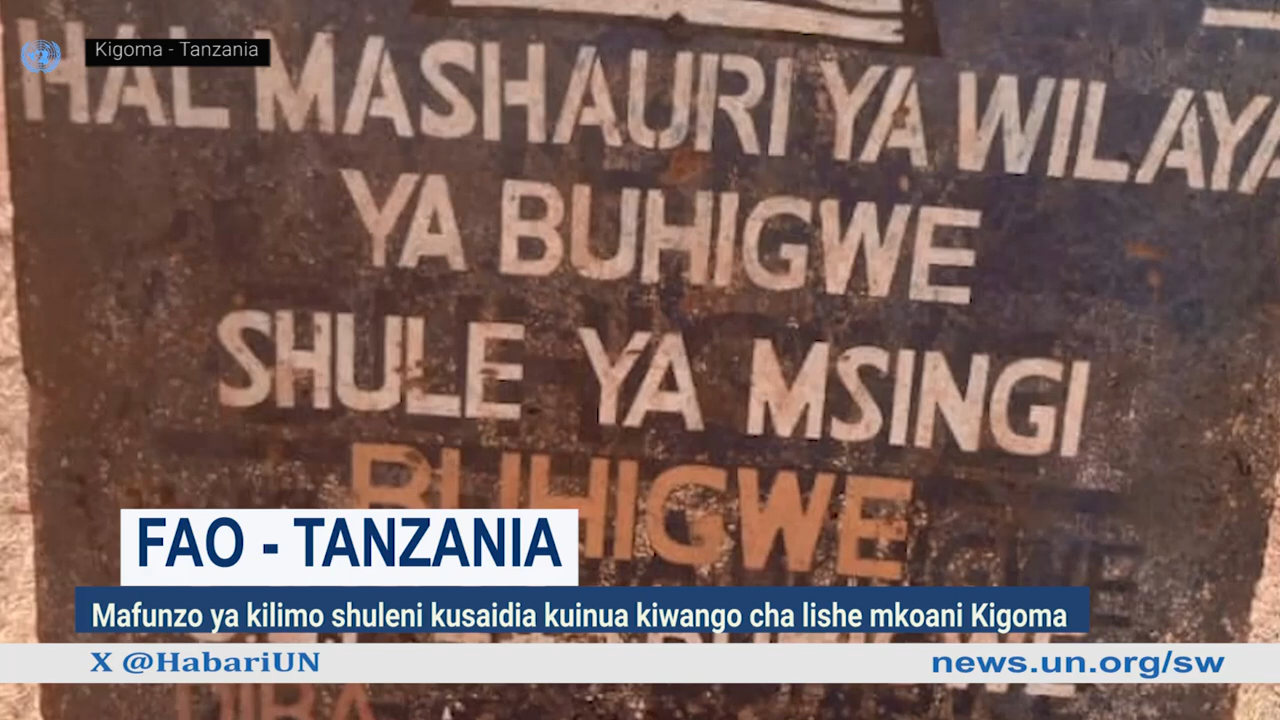 Kigoma - Tanzania
HALMASHAURI YA WILAYA
YA BUHIGWE
SHULE YA MSINGI
BUHIGWE
FAO - TANZANIA
Mafunzo ya kilimo shuleni kusaidia kuinua kiwango cha lishe mkoani Kigoma
X @HabariUN
news.un.org/sw